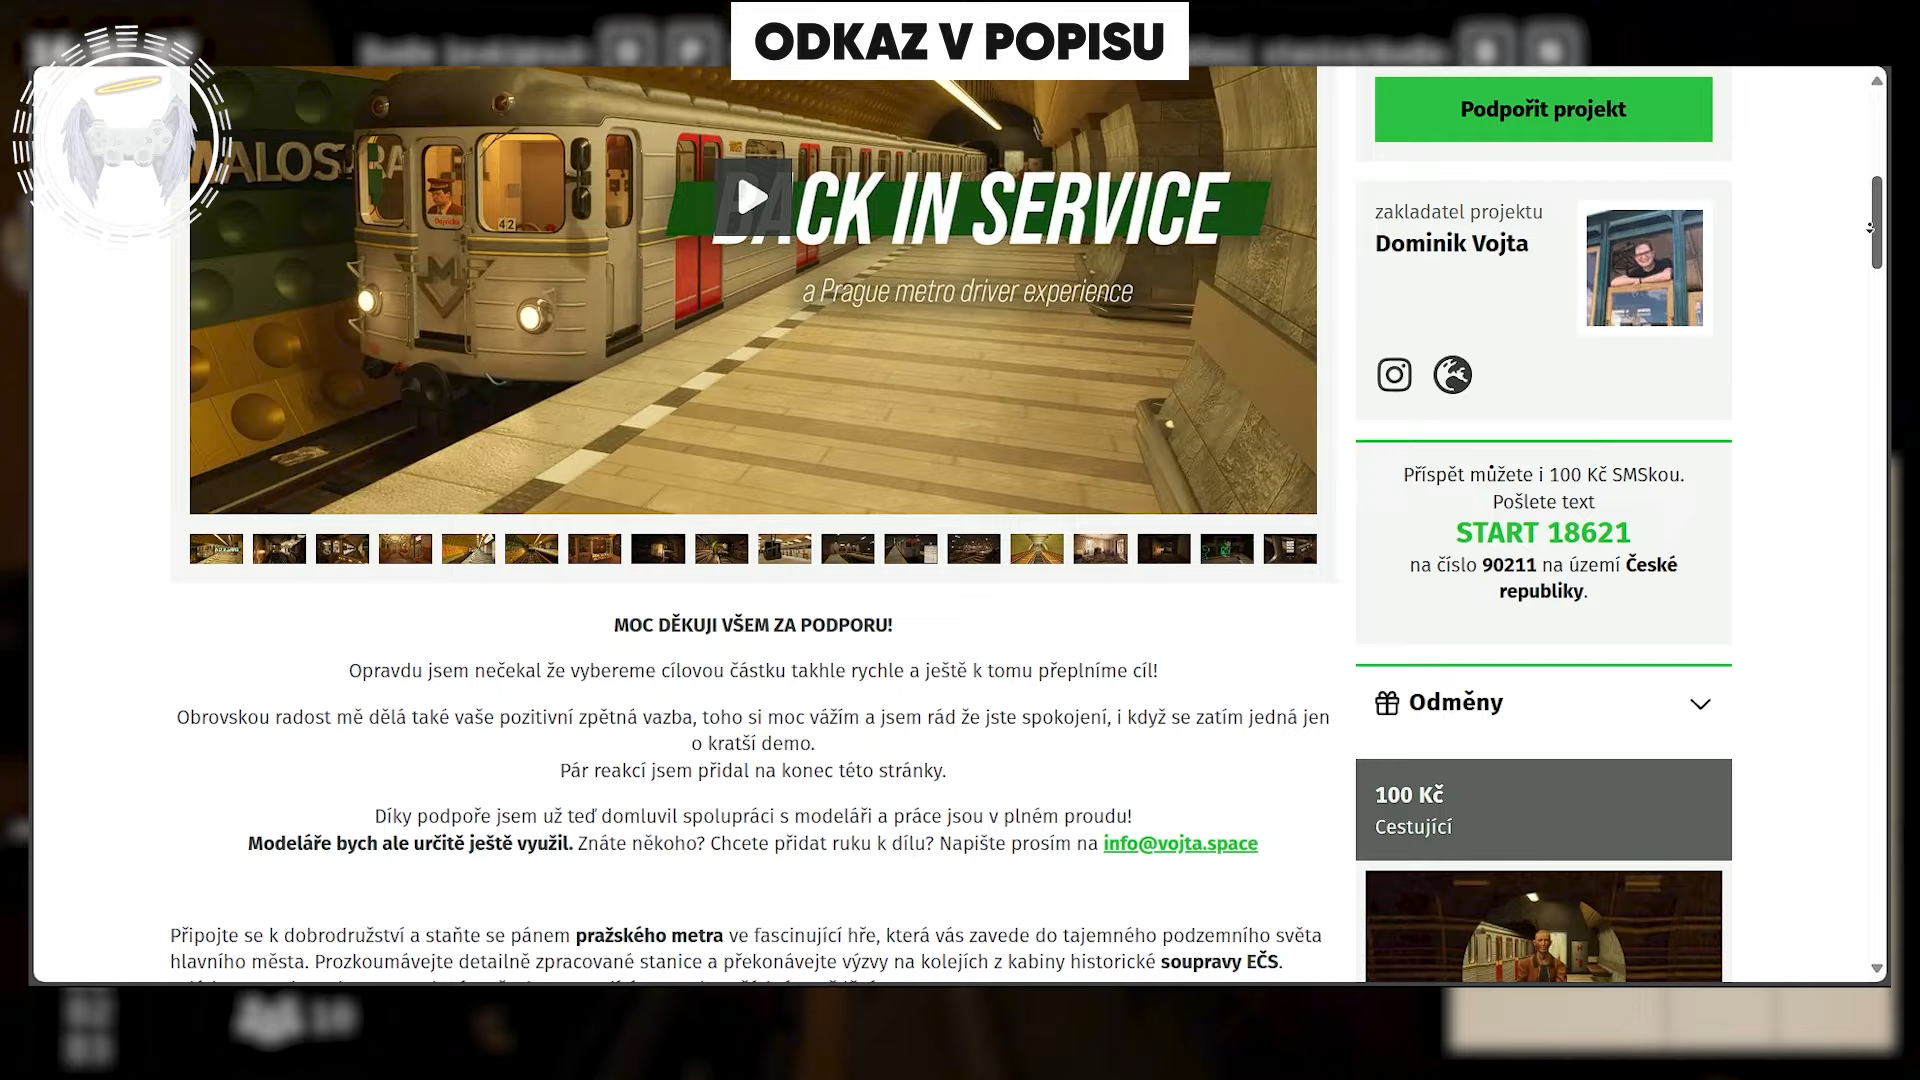 ODKAZ V POPISU
MALOSTRA
Dejvická
42
M
CK IN SERVICE
a Prague metro driver experience
Podpořit projekt
zakladatel projektu
Dominik Vojta
Příspět můžete i 100 Kč SMSkou.
Pošlete text
START 18621
na číslo 90211 na území České
republiky.
Odměny
100 Kč
Cestující
MOC DĚKUJI VŠEM ZA PODPORU!
Opravdu jsem nečekal že vybereme cílovou částku takhle rychle a ještě k tomu přeplníme cíl!
Obrovskou radost mě dělá také vaše pozitivní zpětná vazba, toho si moc vážím a jsem rád že jste spokojení, i když se zatím jedná jen
o kratší demo.
Pár reakcí jsem přidal na konec této stránky.
Díky podpoře jsem už teď domluvil spolupráci s modeláři a práce jsou v plném proudu!
Modeláře bych ale určitě ještě využil. Znáte někoho? Chcete přidat ruku k dílu? Napište prosím na info@vojta.space
Připojte se k dobrodružství a staňte se pánem pražského metra ve fascinující hře, která vás zavede do tajemného podzemního světa
hlavního města. Prozkoumávejte detailně zpracované stanice a překonávejte výzvy na kolejích z kabiny historické soupravy EČS.